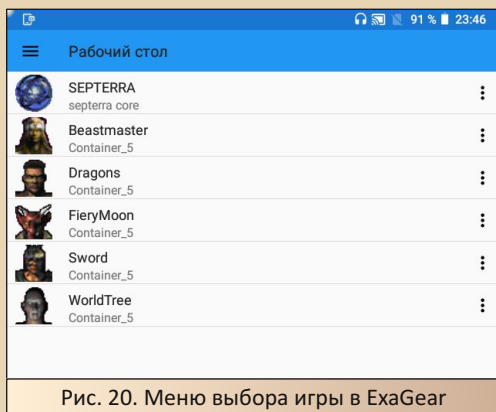 91 % 23:46
Рабочий стол
SEPTERRA
septerra core
Beastmaster
Container_5
Dragons
Container_5
FieryMoon
Container_5
Sword
Container_5
WorldTree
Container_5
Рис. 20. Меню выбора игры в ExaGear